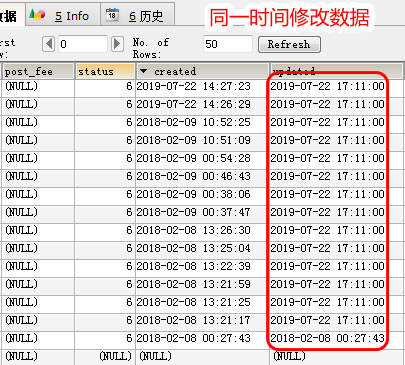 数据 5 Info 6 历史 同一时间修改数据
irst
w: 0 No. of
Rows: 50 Refresh
post_fee status created updated
(NULL) 6 2019-07-22 14:27:23 2019-07-22 17:11:00
(NULL) 6 2019-07-22 14:26:29 2019-07-22 17:11:00
(NULL) 6 2018-02-09 10:52:25 2019-07-22 17:11:00
(NULL) 6 2018-02-09 10:51:09 2019-07-22 17:11:00
(NULL) 6 2018-02-09 00:54:28 2019-07-22 17:11:00
(NULL) 6 2018-02-09 00:46:43 2019-07-22 17:11:00
(NULL) 6 2018-02-09 00:38:06 2019-07-22 17:11:00
(NULL) 6 2018-02-09 00:37:47 2019-07-22 17:11:00
(NULL) 6 2018-02-08 13:26:30 2019-07-22 17:11:00
(NULL) 6 2018-02-08 13:25:04 2019-07-22 17:11:00
(NULL) 6 2018-02-08 13:22:39 2019-07-22 17:11:00
(NULL) 6 2018-02-08 13:21:59 2019-07-22 17:11:00
(NULL) 6 2018-02-08 13:21:25 2019-07-22 17:11:00
(NULL) 6 2018-02-08 13:21:17 2019-07-22 17:11:00
(NULL) 6 2018-02-08 00:27:43 2018-02-08 00:27:43
(NULL) (NULL) (NULL) (NULL)